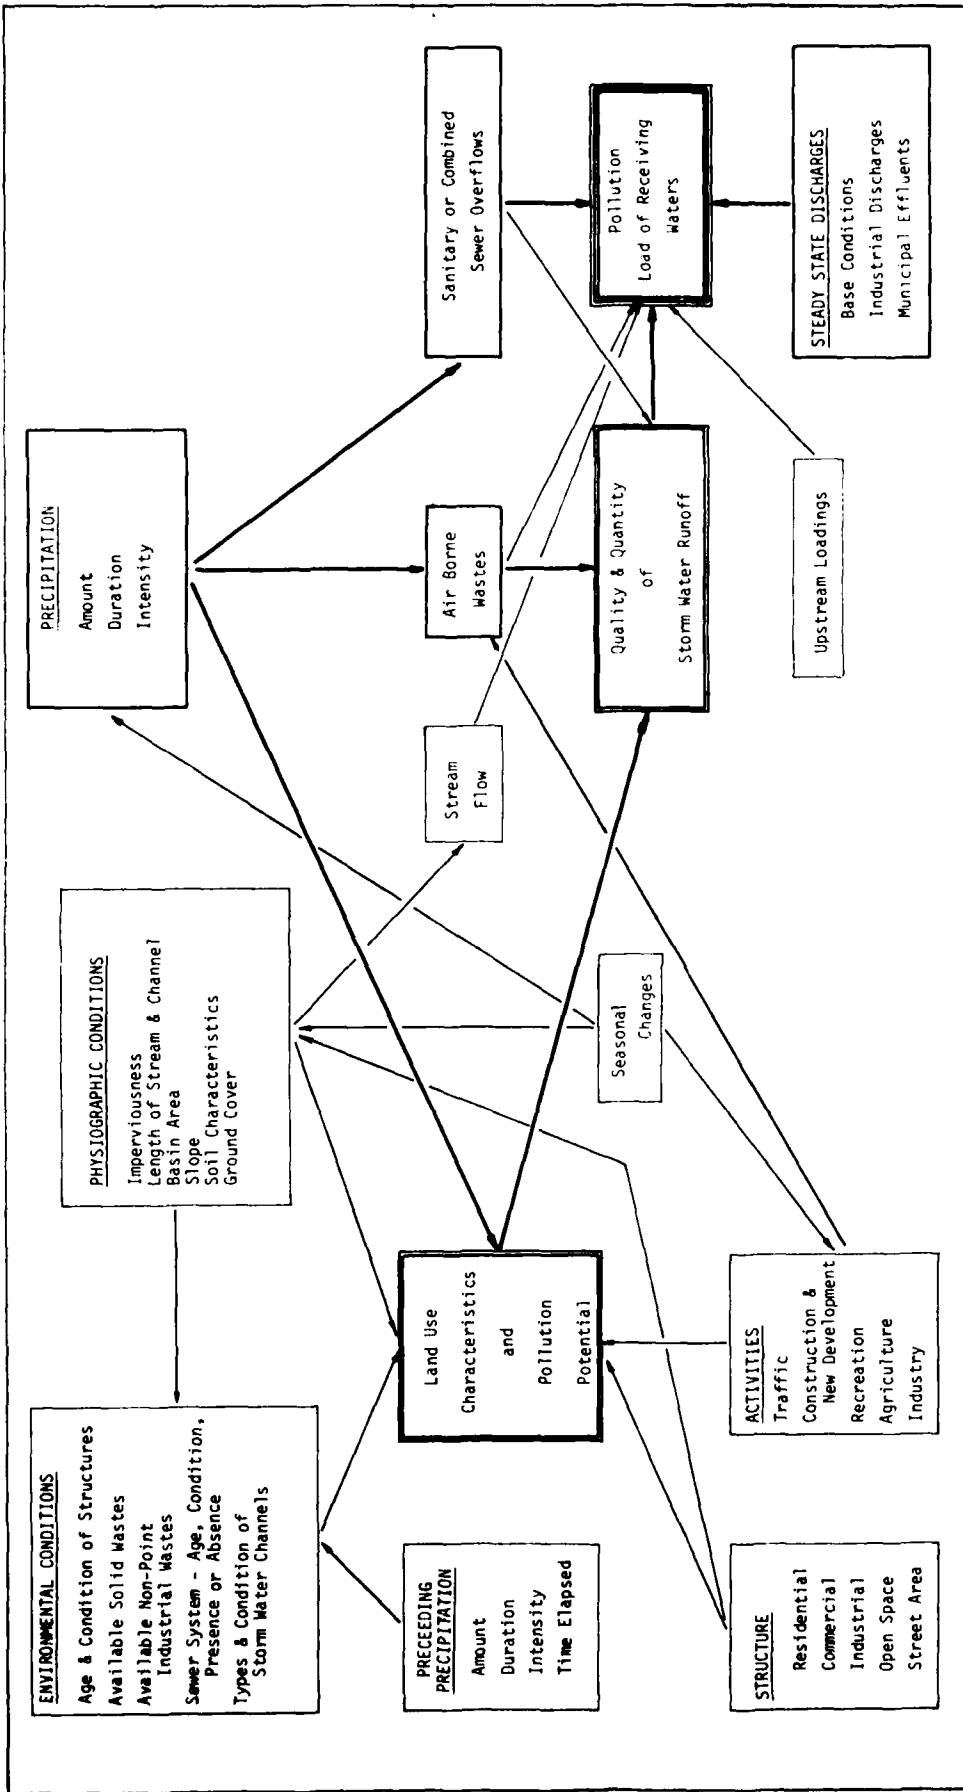 ENVIRONMENTAL CONDITIONS
Age & Condition of Structures
Available Solid Wastes
Available Non-Point
Industrial Wastes
Sewer System - Age, Condition,
Presence or Absence
Types & Condition of
Storm Water Channels
PHYSIOGRAPHIC CONDITIONS
Imperviousness
Length of Stream & Channel
Basin Area
Slope
Soil Characteristics
Ground Cover
PRECIPITATION
Amount
Duration
Intensity
PRECEEDING
PRECIPITATION
Amount
Duration
Intensity
Time Elapsed
Land Use
Characteristics
and
Pollution
Potential
Stream
Flow
Air Borne
Wastes
Sanitary or Combined
Sewer Overflows
Seasonal
Changes
Quality & Quantity
of
Storm Water Runoff
Pollution
Load of Receiving
Waters
STRUCTURE
Residential
Commercial
Industrial
Open Space
Street Area
ACTIVITIES
Traffic
Construction &
New Development
Recreation
Agriculture
Industry
Upstream Loadings
STEADY STATE DISCHARGES
Base Conditions
Industrial Discharges
Municipal Effluents